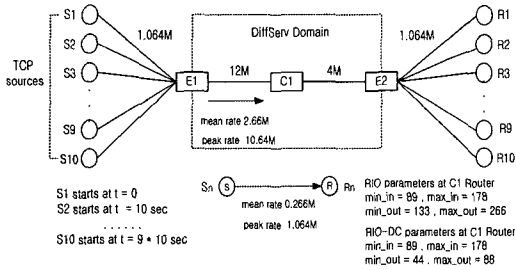 S1
S2
S3
S9
S10
TCP
sources
1.064M
E1
DiffServ Domain
12M
C1
4M
E2
mean rate 2.66M
peak rate 10.64M
1.064M
R1
R2
R3
R9
R10
S1 starts at t = 0
S2 starts at t = 10 sec
......
S10 starts at t = 9 * 10 sec
Sn S R Rn
mean rate 0.266M
peak rate 1.064M
RIO parameters at C1 Router
min_in = 89 , max_in = 178
min_out = 133 , max_out = 266
RIO-DC parameters at C1 Router
min_in = 89 , max_in = 178
min_out = 44 , max_out = 88